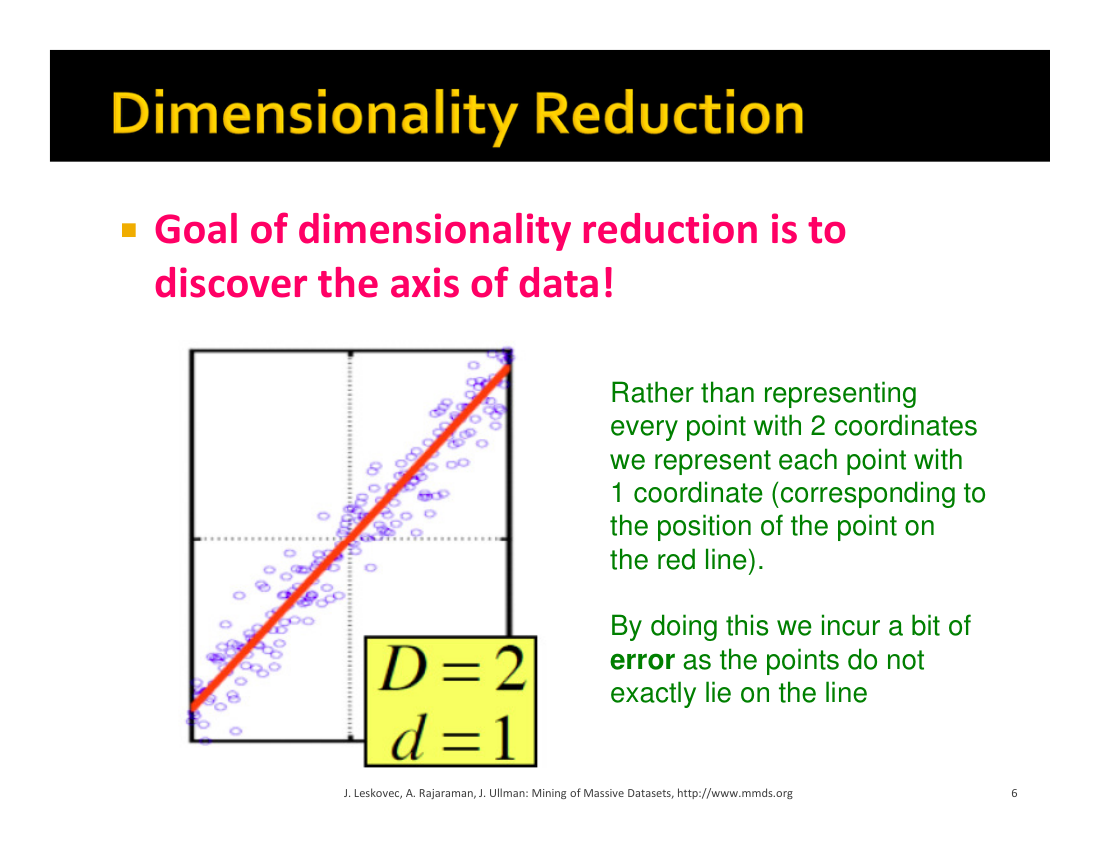 Dimensionality Reduction
Goal of dimensionality reduction is to
discover the axis of data!
Rather than representing
every point with 2 coordinates
we represent each point with
1 coordinate (corresponding to
the position of the point on
the red line).
By doing this we incur a bit of
error as the points do not
exactly lie on the line
D = 2
d = 1
J. Leskovec, A. Rajaraman, J. Ullman: Mining of Massive Datasets, http://www.mmds.org
6